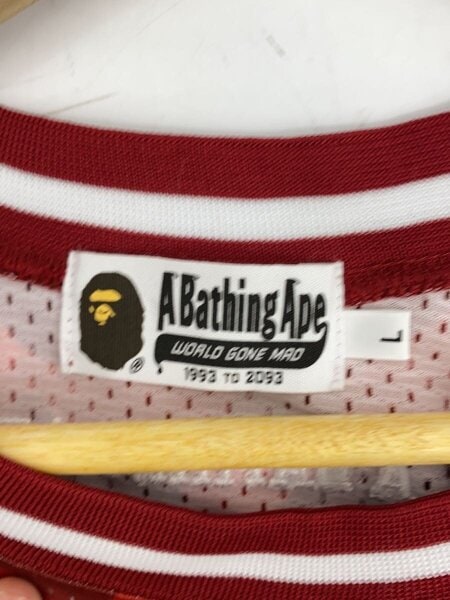 A Bathing Ape
WORLD GONE MAD
1993 TO 2093
®
L